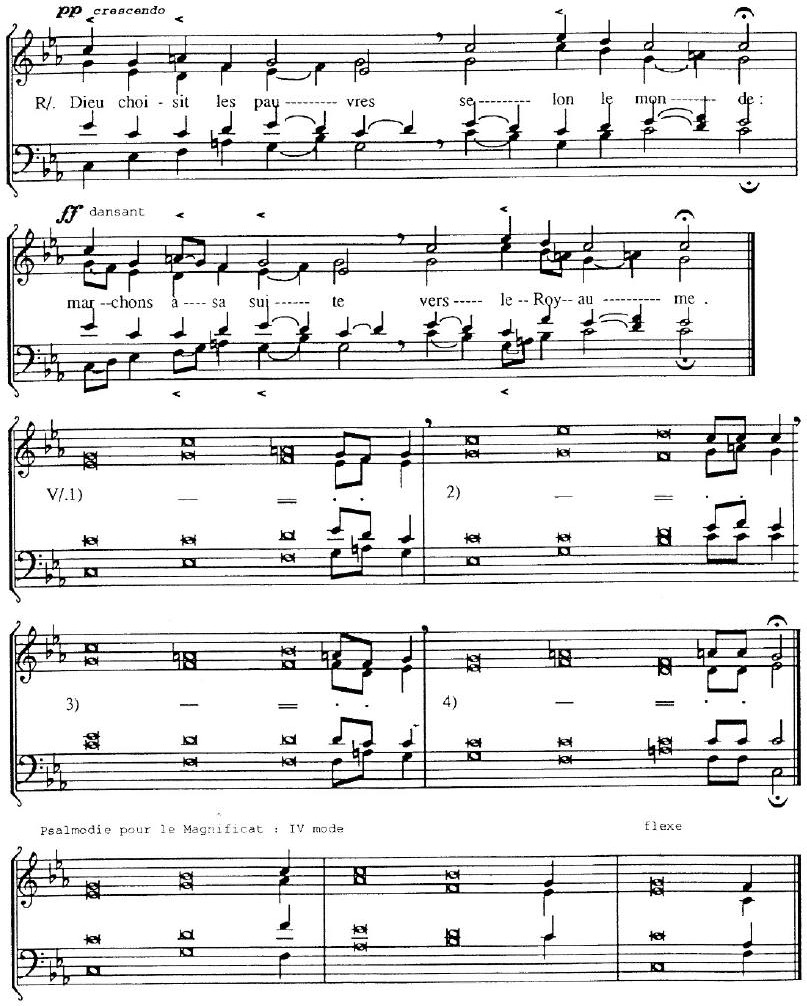 pp crescendo
R/. Dieu choi - sit les pau -------- vres se --------- lon le mon ------ de :
ff dansant
mar --chons à ---- sa sui ------ te vers ----- le-- Roy-- au ---------- me .
V/.1) — = . . 2) — = . .
3) — = . . 4) — = . .
Psalmodie pour le Magnificat : IV mode flexe